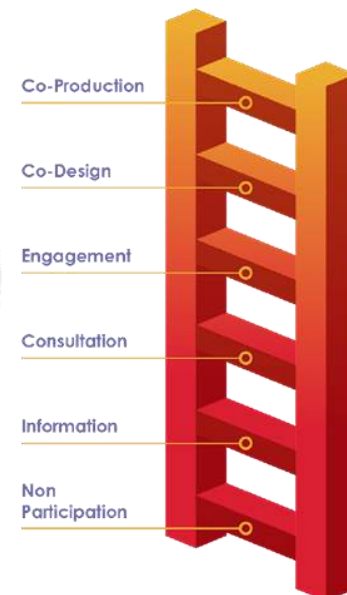 Co-Production
Co-Design
Engagement
Consultation
Information
Non
Participation